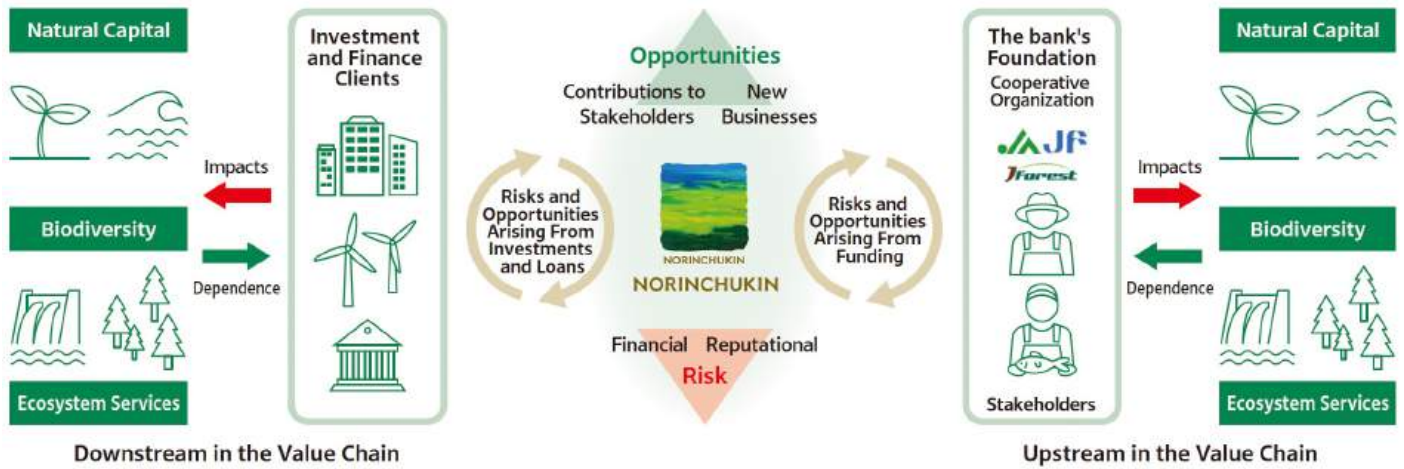 Natural Capital
Impacts
Biodiversity
Dependence
Ecosystem Services
Investment
and Finance
Clients
Downstream in the Value Chain
Risks and
Opportunities
Arising From
Investments
and Loans
Opportunities
Contributions to
Stakeholders
New
Businesses
NORINCHUKIN
NORINCHUKIN
Financial Reputational
Risk
Risks and
Opportunities
Arising From
Funding
The bank's
Foundation
Cooperative
Organization
JA JF
JForest
Stakeholders
Impacts
Dependence
Natural Capital
Biodiversity
Ecosystem Services
Upstream in the Value Chain